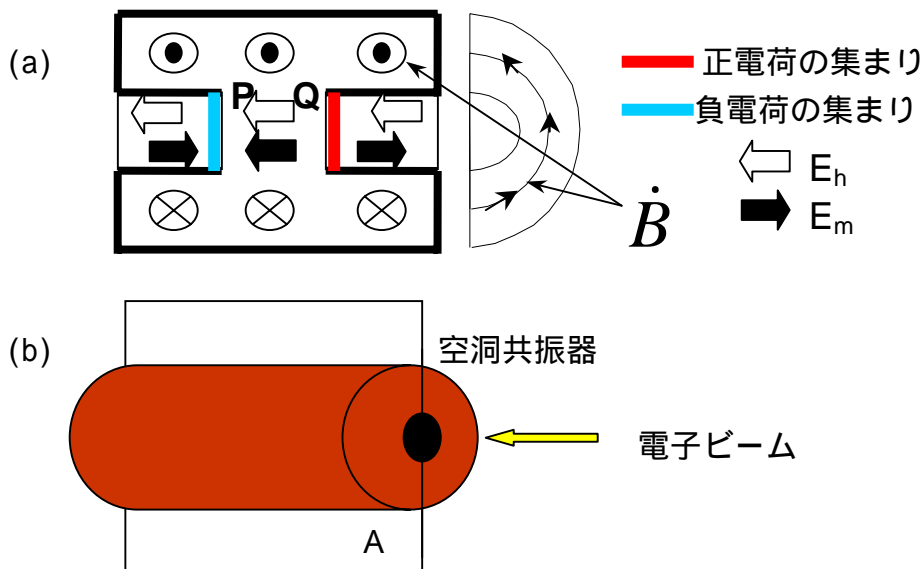 (a)
P Q
正電荷の集まり
負電荷の集まり
E_h
E_m
Ḃ
(b)
空洞共振器
電子ビーム
A